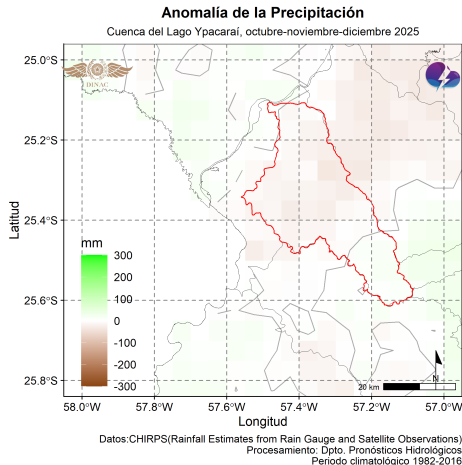 Anomalía de la Precipitación
Cuenca del Lago Ypacaraí, octubre-noviembre-diciembre 2025
25.0°S
25.2°S
25.4°S
25.6°S
25.8°S
Latitud
DINAC
mm
300
200
100
0
-100
-200
-300
N
20 km
58.0°W 57.8°W 57.6°W 57.4°W 57.2°W 57.0°W
Longitud
Datos:CHIRPS(Rainfall Estimates from Rain Gauge and Satellite Observations)
Procesamiento: Dpto. Pronósticos Hidrológicos
Periodo climatológico 1982-2016